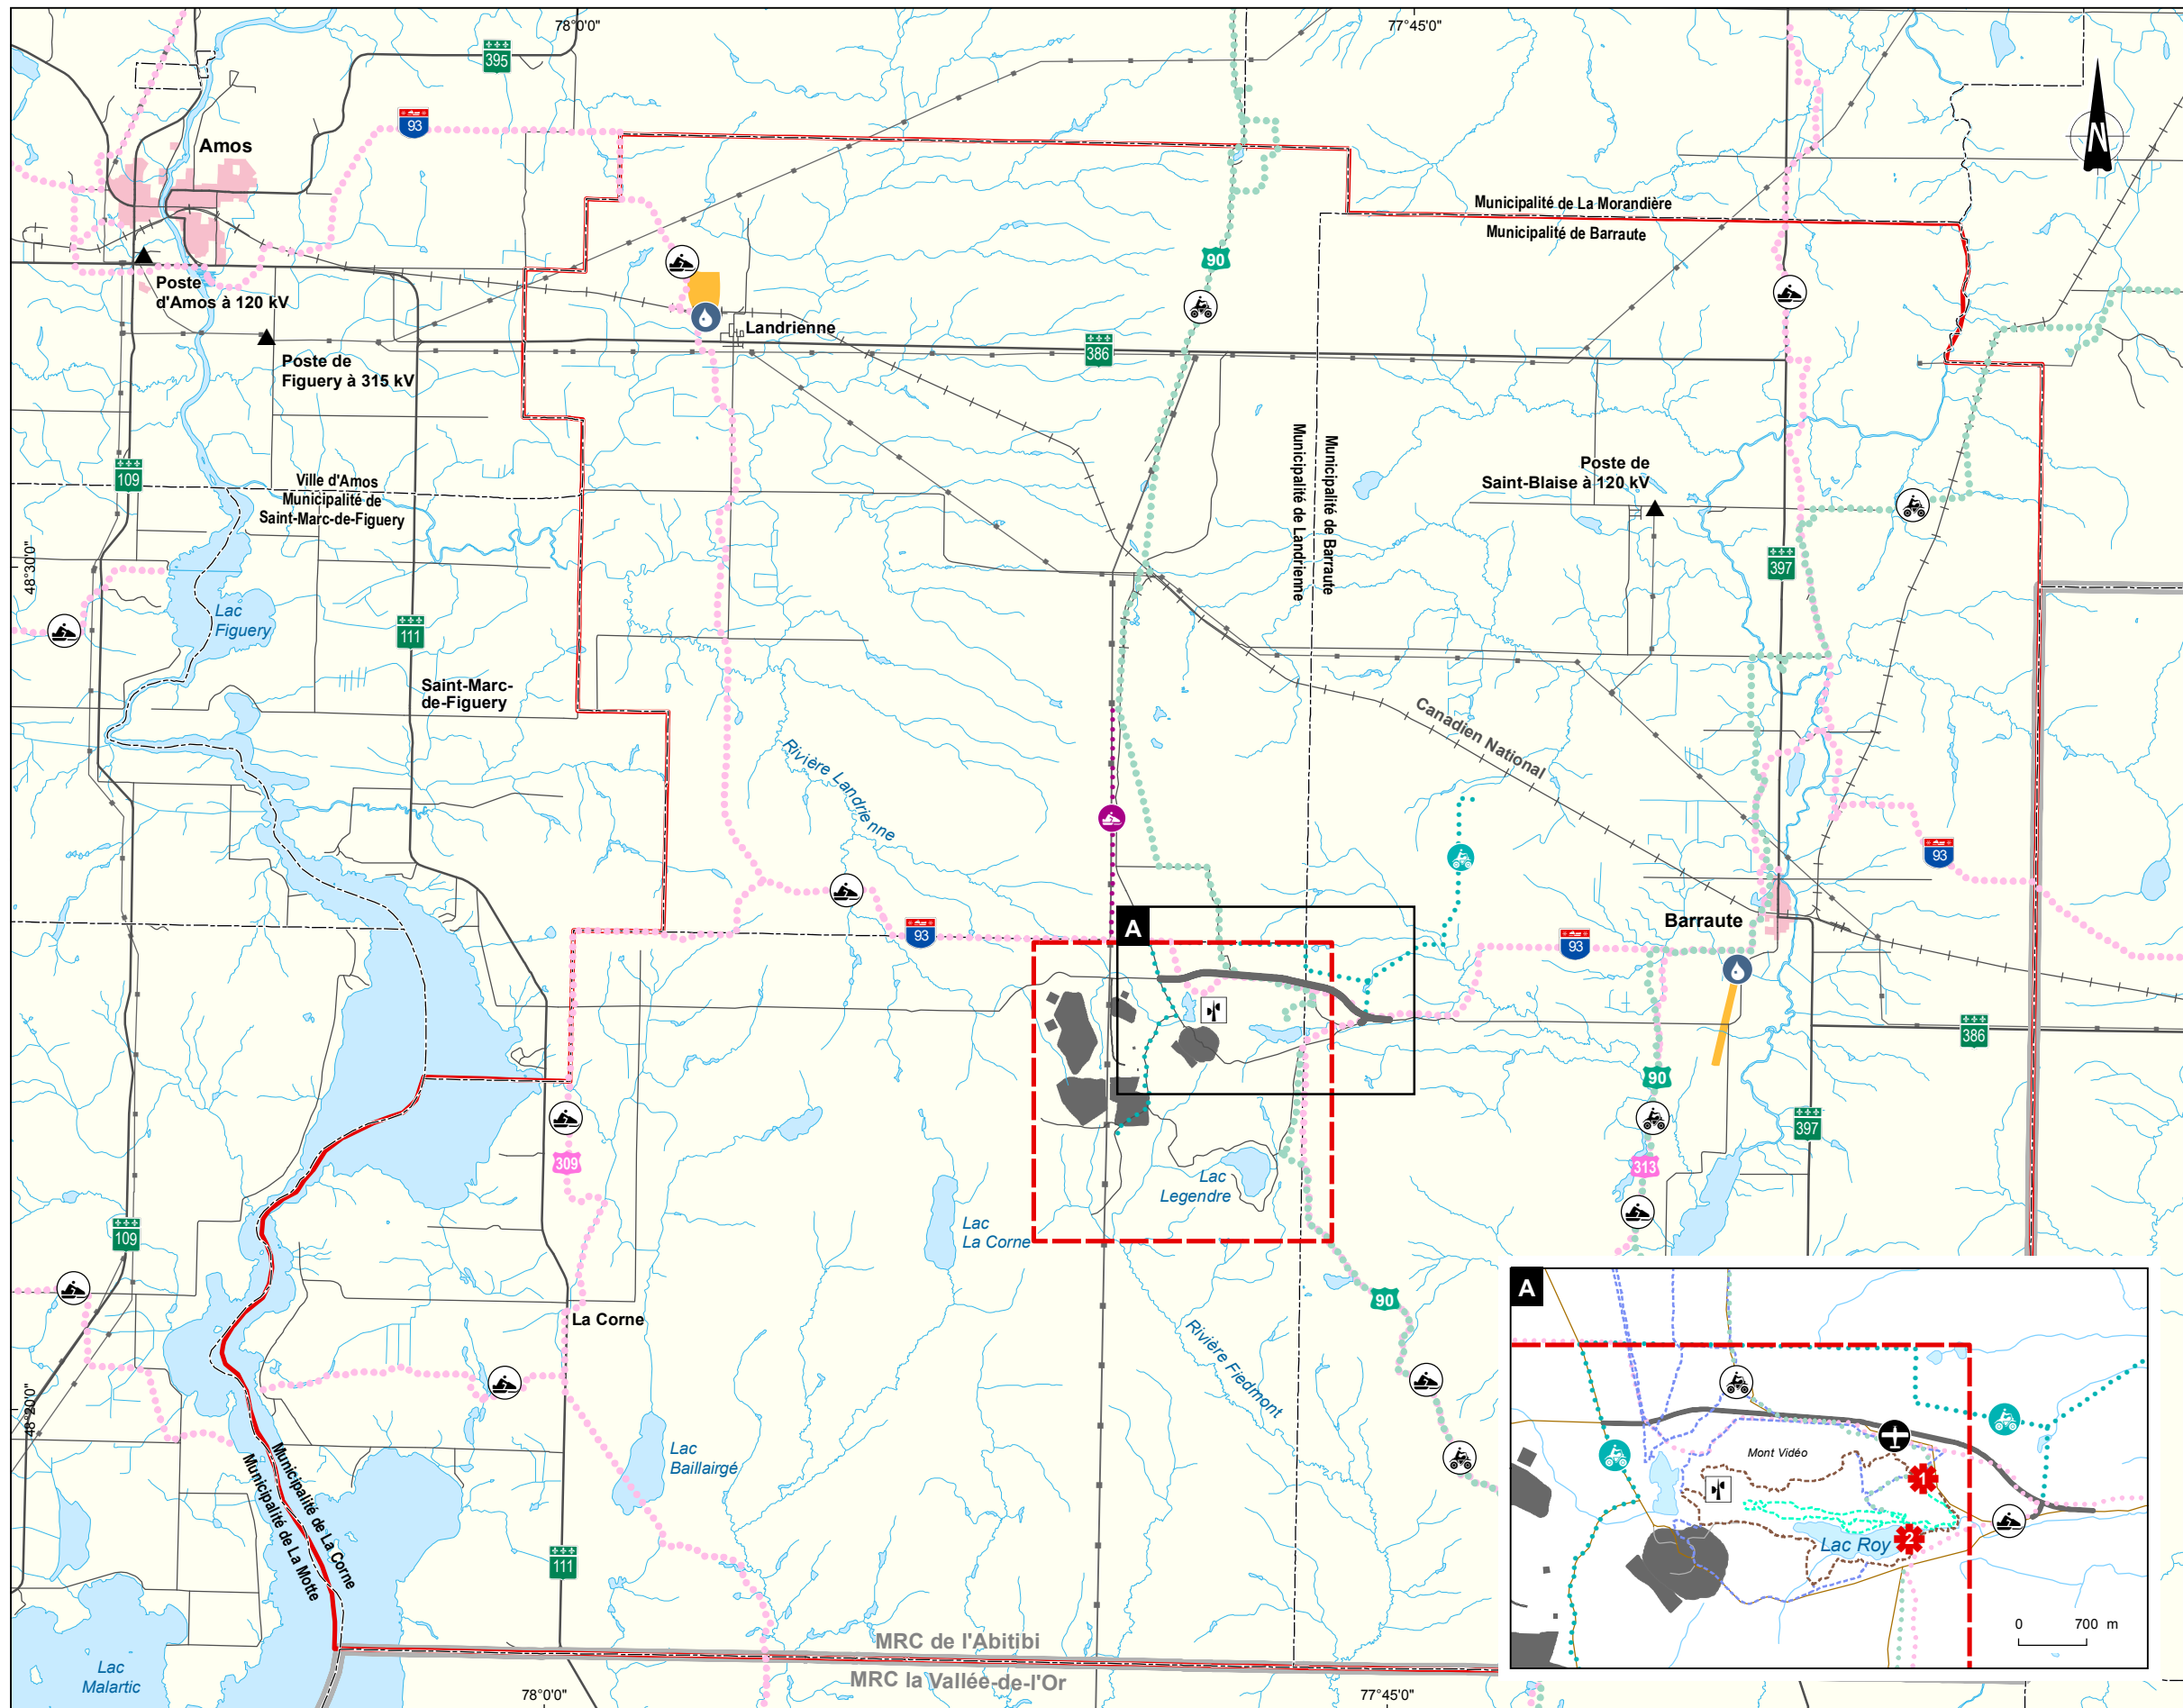 78°0'0"
77°45'0"
395
93
Amos
N
Municipalité de La Morandière
Municipalité de Barraute
90
Poste
d'Amos à 120 kV
Landrienne
386
Poste de
Figuery à 315 kV
Municipalité de Landrienne
Municipalité de Barraute
Poste de
Saint-Blaise à 120 kV
109
Ville d'Amos
Municipalité de
Saint-Marc-de-Figuery
48°30'0"
397
Lac
Figuery
111
Saint-Marc-
de-Figuery
Canadien National
Rivière Landrienne
93
Barraute
A
93
93
386
90
397
309
313
Lac
Legendre
109
Lac
La Corne
90
La Corne
Rivière Fiedmont
A
48°20'0"
Mont Vidéo
Lac
Baillairgé
1
2
Lac Roy
Municipalité de La Corne
Municipalité de La Motte
111
0 700 m
MRC de l'Abitibi
MRC la Vallée-de-l'Or
Lac
Malartic
78°0'0"
77°45'0"